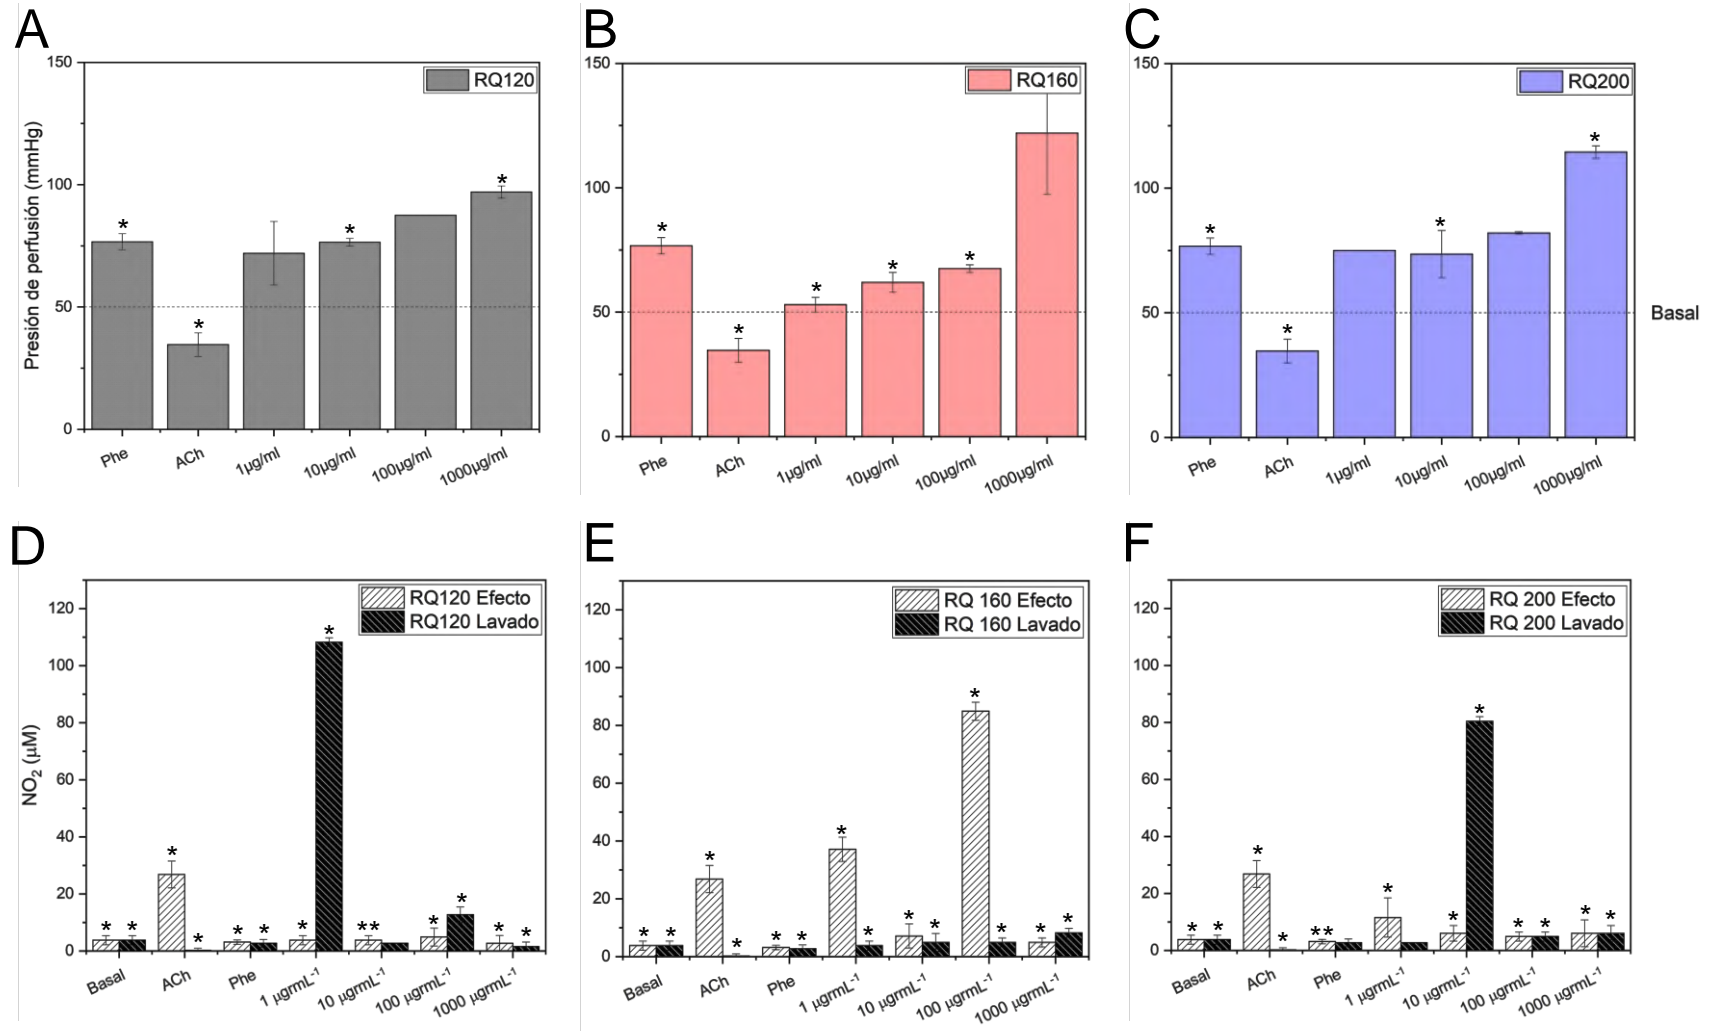 A
B
C
150
100
50
0
Presión de perfusión (mmHg)
RQ120
*
*
*
*
Phe
ACh
1µg/ml
10µg/ml
100µg/ml
1000µg/ml
150
100
50
0
RQ160
*
*
*
*
*
Phe
ACh
1µg/ml
10µg/ml
100µg/ml
1000µg/ml
150
100
50
0
RQ200
*
*
*
*
Basal
Phe
ACh
1µg/ml
10µg/ml
100µg/ml
1000µg/ml
D
E
F
120
100
80
60
40
20
0
NO₂ (µM)
RQ120 Efecto
RQ120 Lavado
* * * * * * * * ** * * * *
Basal
ACh
Phe
1 µgrmL⁻¹
10 µgrmL⁻¹
100 µgrmL⁻¹
1000 µgrmL⁻¹
120
100
80
60
40
20
0
RQ 160 Efecto
RQ 160 Lavado
* * * * * * * * * * * * * *
Basal
ACh
Phe
1 µgrmL⁻¹
10 µgrmL⁻¹
100 µgrmL⁻¹
1000 µgrmL⁻¹
120
100
80
60
40
20
0
RQ 200 Efecto
RQ 200 Lavado
* * * * ** * * * * * * *
Basal
ACh
Phe
1 µgrmL⁻¹
10 µgrmL⁻¹
100 µgrmL⁻¹
1000 µgrmL⁻¹